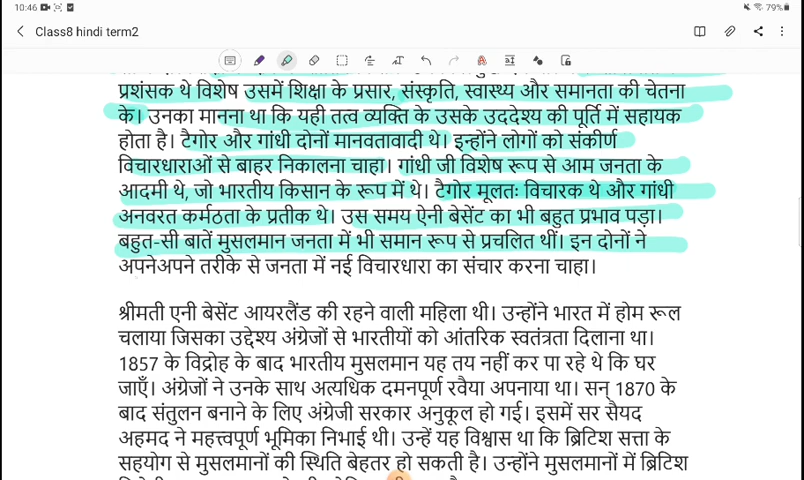 10:46
79%
Class8 hindi term2
प्रशंसक थे विशेष उसमें शिक्षा के प्रसार, संस्कृति, स्वास्थ्य और समानता की चेतना
के। उनका मानना था कि यही तत्व व्यक्ति के उसके उददेश्य की पूर्ति में सहायक
होता है। टैगोर और गांधी दोनों मानवतावादी थे। इन्होंने लोगों को संकीर्ण
विचारधाराओं से बाहर निकालना चाहा। गांधी जी विशेष रूप से आम जनता के
आदमी थे, जो भारतीय किसान के रूप में थे। टैगोर मूलतः विचारक थे और गांधी
अनवरत कर्मठता के प्रतीक थे। उस समय ऐनी बेसेंट का भी बहुत प्रभाव पड़ा।
बहुत-सी बातें मुसलमान जनता में भी समान रूप से प्रचलित थीं। इन दोनों ने
अपनेअपने तरीके से जनता में नई विचारधारा का संचार करना चाहा।
श्रीमती एनी बेसेंट आयरलैंड की रहने वाली महिला थी। उन्होंने भारत में होम रूल
चलाया जिसका उद्देश्य अंग्रेजों से भारतीयों को आंतरिक स्वतंत्रता दिलाना था।
1857 के विद्रोह के बाद भारतीय मुसलमान यह तय नहीं कर पा रहे थे कि घर
जाएँ। अंग्रेजों ने उनके साथ अत्यधिक दमनपूर्ण रवैया अपनाया था। सन् 1870 के
बाद संतुलन बनाने के लिए अंग्रेजी सरकार अनुकूल हो गई। इसमें सर सैयद
अहमद ने महत्त्वपूर्ण भूमिका निभाई थी। उन्हें यह विश्वास था कि ब्रिटिश सत्ता के
सहयोग से मुसलमानों की स्थिति बेहतर हो सकती है। उन्होंने मुसलमानों में ब्रिटिश